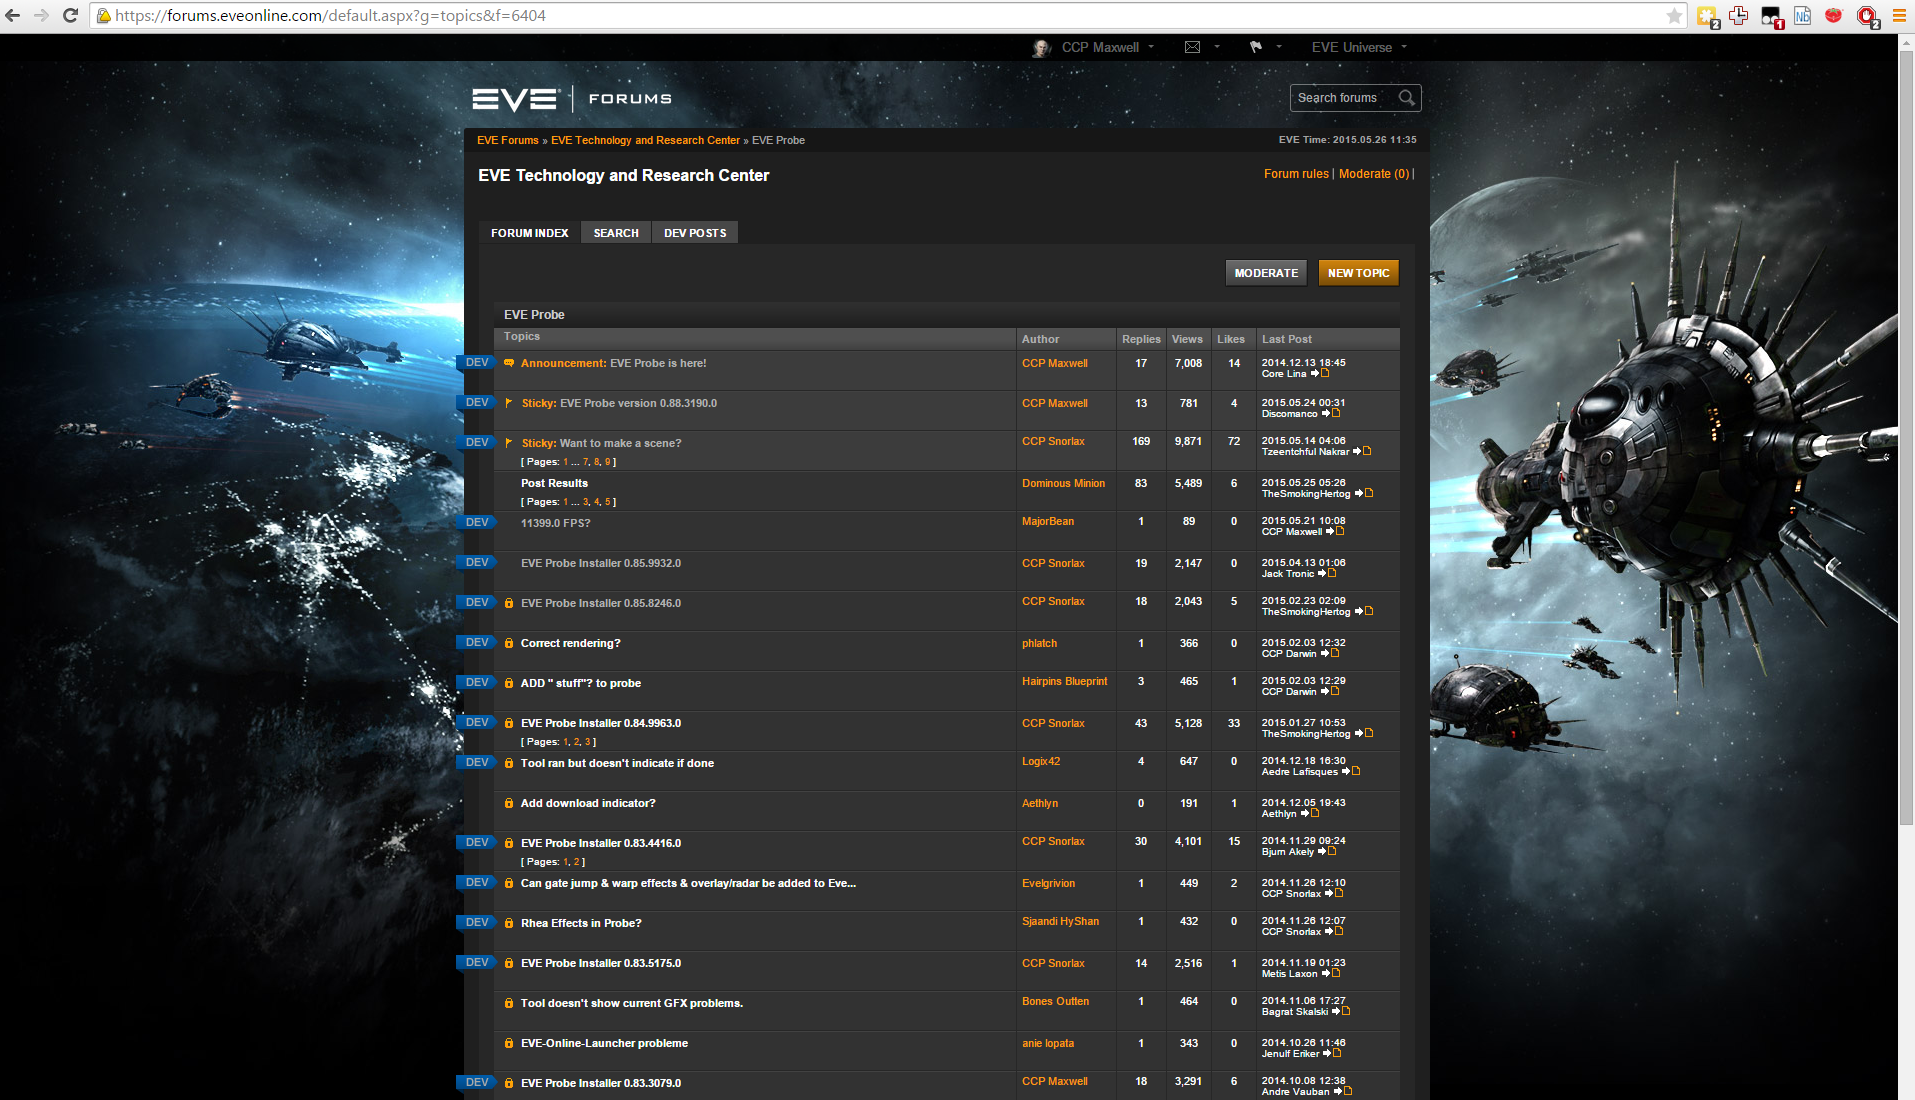 https://forums.eveonline.com/default.aspx?g=topics&f=6404
2
1
Nb
2
CCP Maxwell
EVE Universe
EVE | FORUMS
Search forums
EVE Forums » EVE Technology and Research Center » EVE Probe
EVE Time: 2015.05.26 11:35
EVE Technology and Research Center
Forum rules | Moderate (0) |
FORUM INDEX SEARCH DEV POSTS
MODERATE NEW TOPIC
EVE Probe
Topics Author Replies Views Likes Last Post
DEV Announcement: EVE Probe is here! CCP Maxwell 17 7,008 14 2014.12.13 18:45
Core Lina
DEV Sticky: EVE Probe version 0.88.3190.0 CCP Maxwell 13 781 4 2015.05.24 00:31
Discomanco
DEV Sticky: Want to make a scene? CCP Snorlax 169 9,871 72 2015.05.14 04:06
[ Pages: 1 ... 7, 8, 9 ] Tzeentchful Nakrar
Post Results Dominous Minion 83 5,489 6 2015.05.25 05:26
[ Pages: 1 ... 3, 4, 5 ] TheSmokingHertog
DEV 11399.0 FPS? MajorBean 1 89 0 2015.05.21 10:08
CCP Maxwell
DEV EVE Probe Installer 0.85.9932.0 CCP Snorlax 19 2,147 0 2015.04.13 01:06
Jack Tronic
DEV EVE Probe Installer 0.85.8246.0 CCP Snorlax 18 2,043 5 2015.02.23 02:09
TheSmokingHertog
DEV Correct rendering? phlatch 1 366 0 2015.02.03 12:32
CCP Darwin
DEV ADD " stuff"? to probe Hairpins Blueprint 3 465 1 2015.02.03 12:29
CCP Darwin
DEV EVE Probe Installer 0.84.9963.0 CCP Snorlax 43 5,128 33 2015.01.27 10:53
[ Pages: 1, 2, 3 ] TheSmokingHertog
DEV Tool ran but doesn't indicate if done Logix42 4 647 0 2014.12.18 16:30
Aedre Lafisques
Add download indicator? Aethlyn 0 191 1 2014.12.05 19:43
Aethlyn
DEV EVE Probe Installer 0.83.4416.0 CCP Snorlax 30 4,101 15 2014.11.29 09:24
[ Pages: 1, 2 ] Bjurn Akely
DEV Can gate jump & warp effects & overlay/radar be added to Eve... Evelgrivion 1 449 2 2014.11.26 12:10
CCP Snorlax
DEV Rhea Effects in Probe? Sjaandi HyShan 1 432 0 2014.11.26 12:07
CCP Snorlax
DEV EVE Probe Installer 0.83.5175.0 CCP Snorlax 14 2,516 1 2014.11.19 01:23
Metis Laxon
Tool doesn't show current GFX problems. Bones Outten 1 464 0 2014.11.06 17:27
Bagrat Skalski
EVE-Online-Launcher probleme anie lopata 1 343 0 2014.10.26 11:46
Jenulf Eriker
DEV EVE Probe Installer 0.83.3079.0 CCP Maxwell 18 3,291 6 2014.10.08 12:38
Andre Vauban